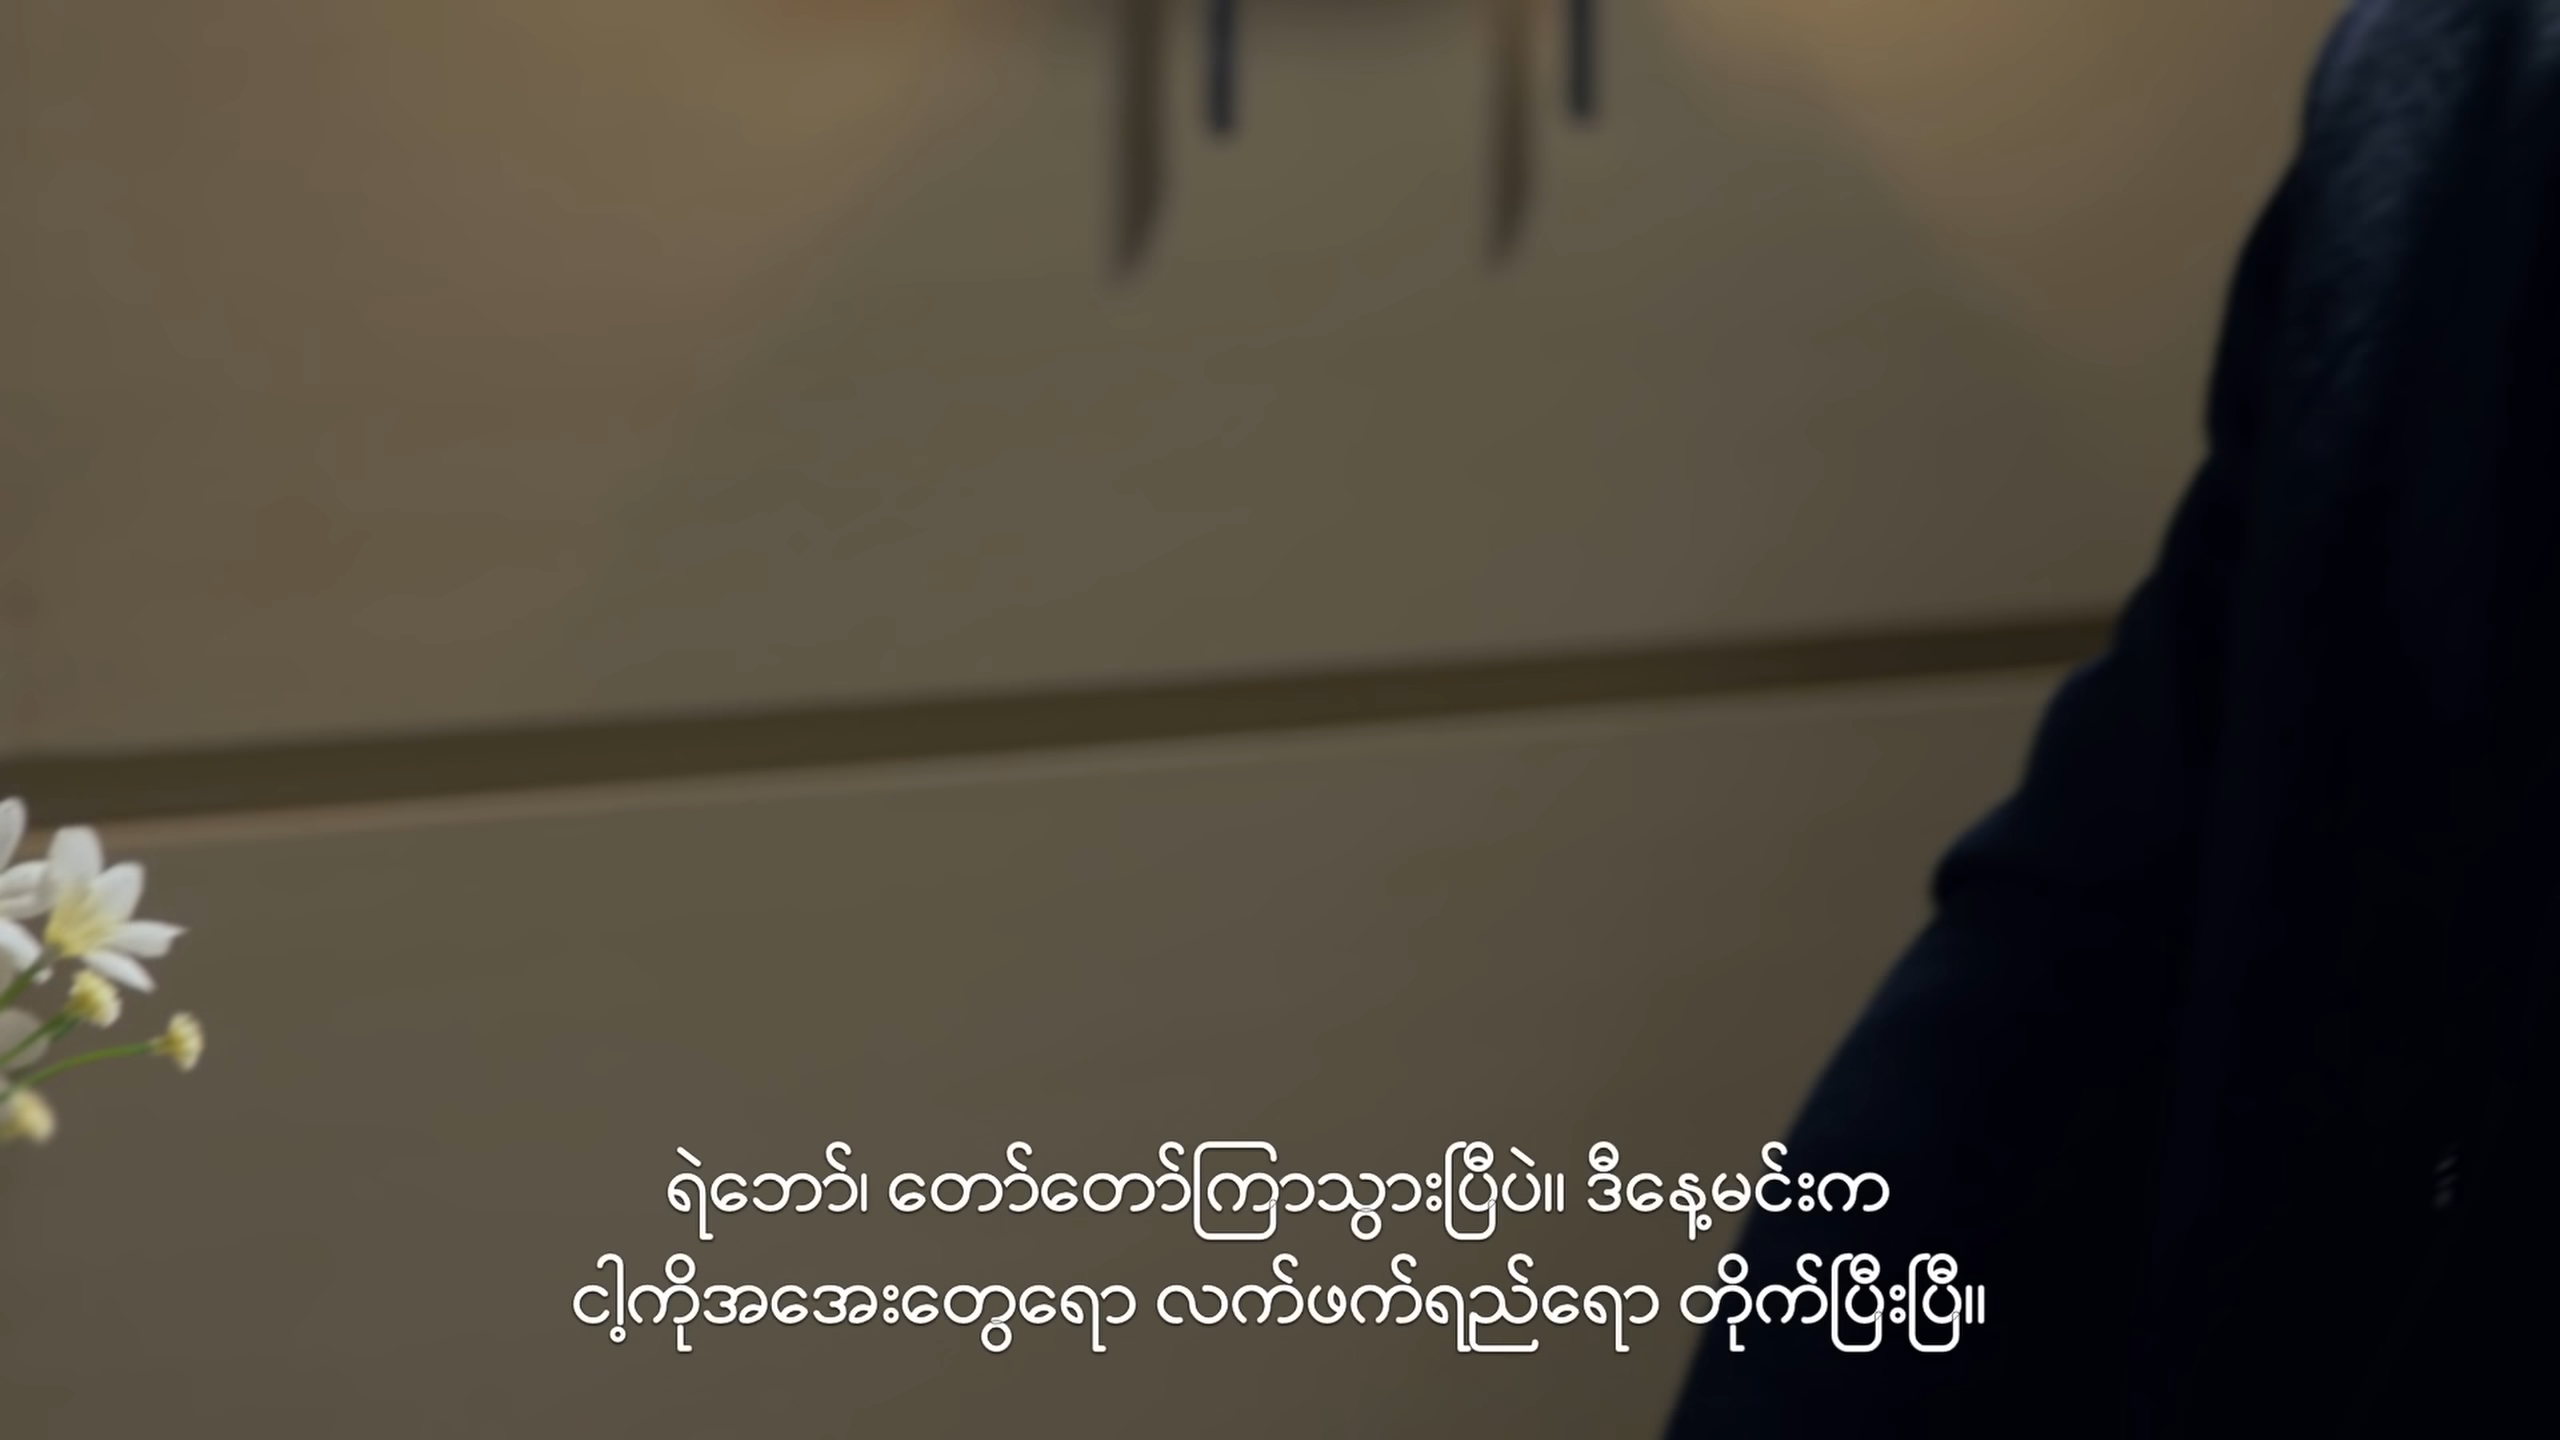 ရဲဘော်၊ တော်တော်ကြာသွားပြီပဲ။ ဒီနေ့မင်းက
ငါ့ကိုအအေးတွေရော လက်ဖက်ရည်ရော တိုက်ပြီးပြီ။